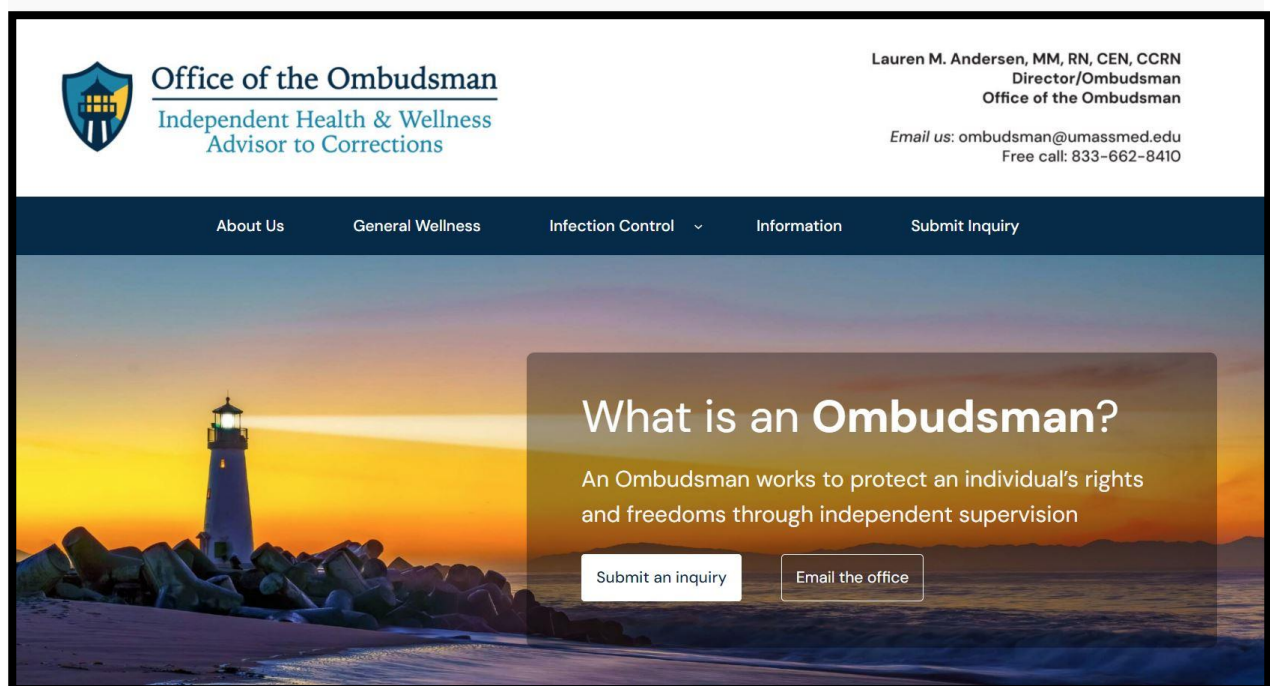 Office of the Ombudsman
Independent Health & Wellness
Advisor to Corrections
Lauren M. Andersen, MM, RN, CEN, CCRN
Director/Ombudsman
Office of the Ombudsman
Email us: ombudsman@umassmed.edu
Free call: 833-662-8410
About Us
General Wellness
Infection Control
Information
Submit Inquiry
What is an Ombudsman?
An Ombudsman works to protect an individual’s rights
and freedoms through independent supervision
Submit an inquiry
Email the office